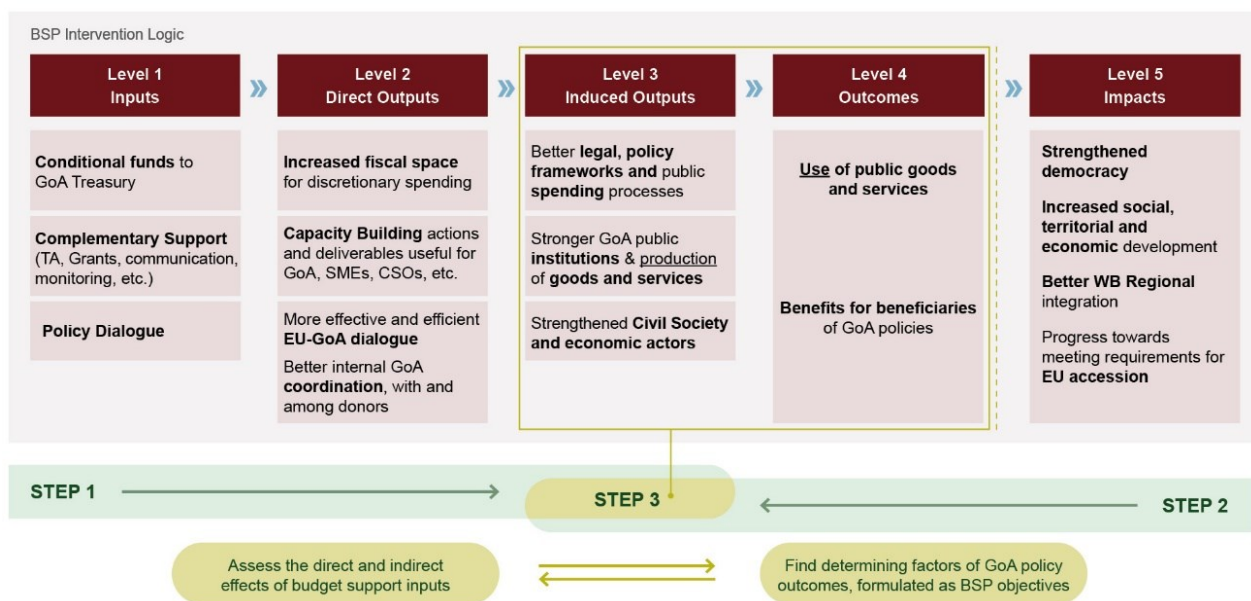 BSP Intervention Logic
Level 1
Inputs
Level 2
Direct Outputs
Level 3
Induced Outputs
Level 4
Outcomes
Level 5
Impacts
Conditional funds to
GoA Treasury
Complementary Support
(TA, Grants, communication,
monitoring, etc.)
Policy Dialogue
Increased fiscal space
for discretionary spending
Capacity Building actions
and deliverables useful for
GoA, SMEs, CSOs, etc.
More effective and efficient
EU-GoA dialogue
Better internal GoA
coordination, with and
among donors
Better legal, policy
frameworks and public
spending processes
Stronger GoA public
institutions & production
of goods and services
Strengthened Civil Society
and economic actors
Use of public goods
and services
Benefits for beneficiaries
of GoA policies
Strengthened
democracy
Increased social,
territorial and
economic development
Better WB Regional
integration
Progress towards
meeting requirements for
EU accession
STEP 1
STEP 3
STEP 2
Assess the direct and indirect
effects of budget support inputs
Find determining factors of GoA policy
outcomes, formulated as BSP objectives